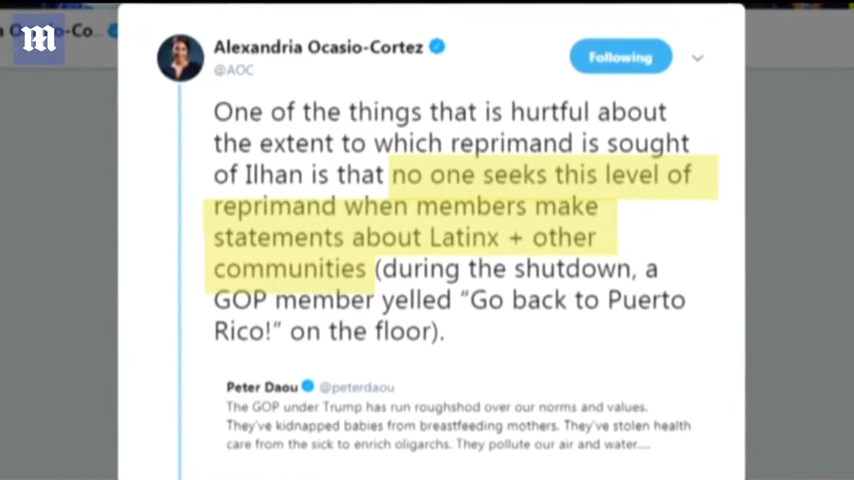 Alexandria Ocasio-Cortez
@AOC
Following
One of the things that is hurtful about
the extent to which reprimand is sought
of Ilhan is that no one seeks this level of
reprimand when members make
statements about Latinx + other
communities (during the shutdown, a
GOP member yelled “Go back to Puerto
Rico!” on the floor).
Peter Daou @peterdaou
The GOP under Trump has run roughshod over our norms and values.
They've kidnapped babies from breastfeeding mothers. They've stolen health
care from the sick to enrich oligarchs. They pollute our air and water....